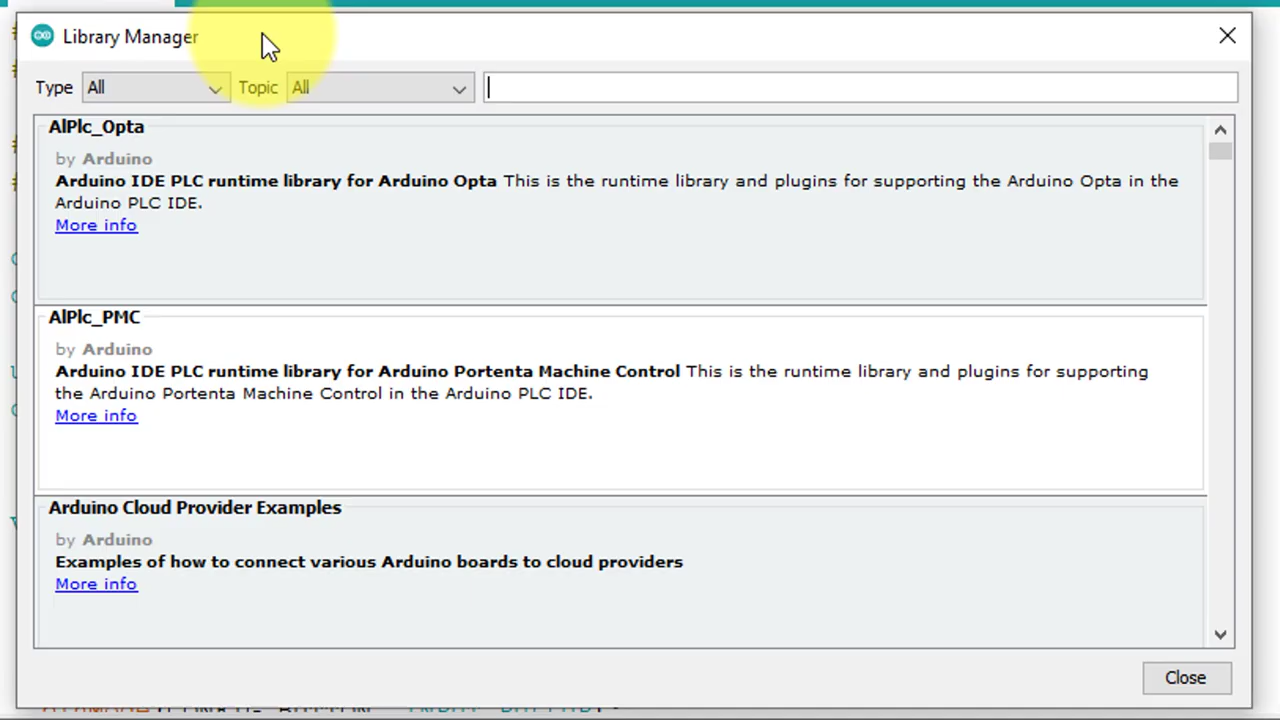 Library Manager
Type All Topic All
AlPlc_Opta
by Arduino
Arduino IDE PLC runtime library for Arduino Opta This is the runtime library and plugins for supporting the Arduino Opta in the
Arduino PLC IDE.
More info
AlPlc_PMC
by Arduino
Arduino IDE PLC runtime library for Arduino Portenta Machine Control This is the runtime library and plugins for supporting
the Arduino Portenta Machine Control in the Arduino PLC IDE.
More info
Arduino Cloud Provider Examples
by Arduino
Examples of how to connect various Arduino boards to cloud providers
More info
Close